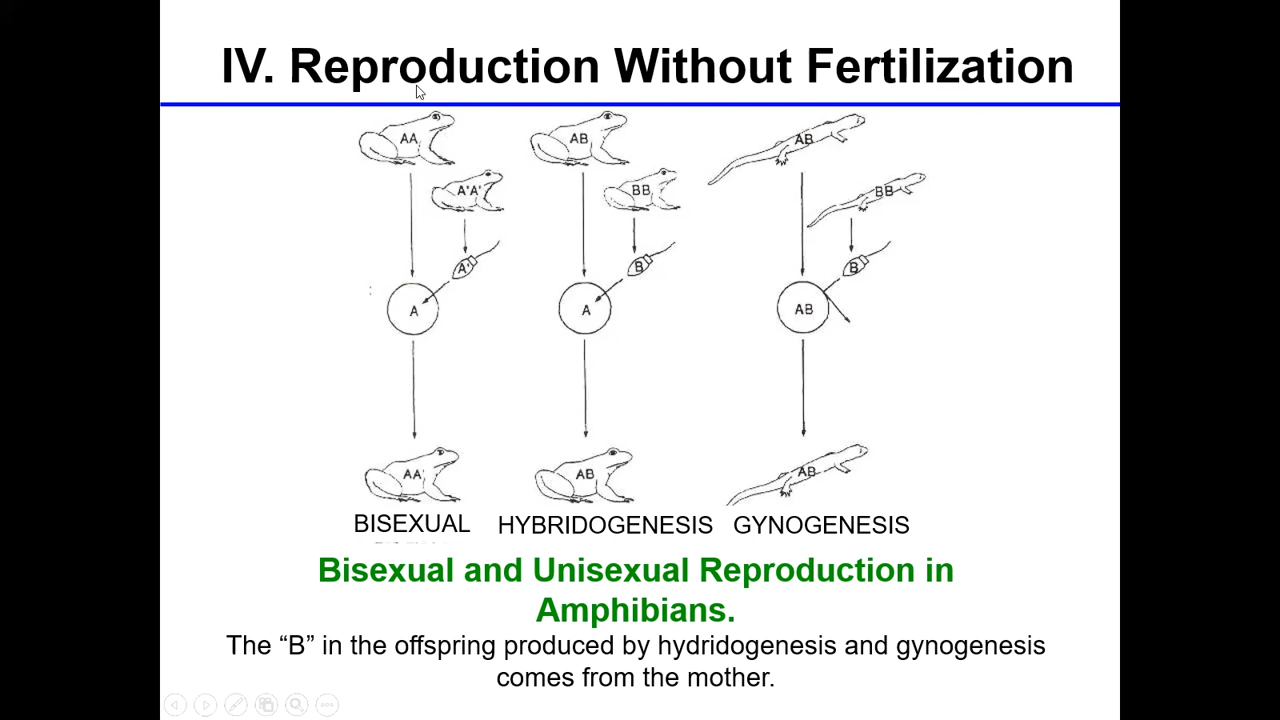 IV. Reproduction Without Fertilization
AA AB AB
A'A' BB BB
A' B B
A A AB
AA' AB AB
BISEXUAL HYBRIDOGENESIS GYNOGENESIS
Bisexual and Unisexual Reproduction in
Amphibians.
The “B” in the offspring produced by hydridogenesis and gynogenesis
comes from the mother.